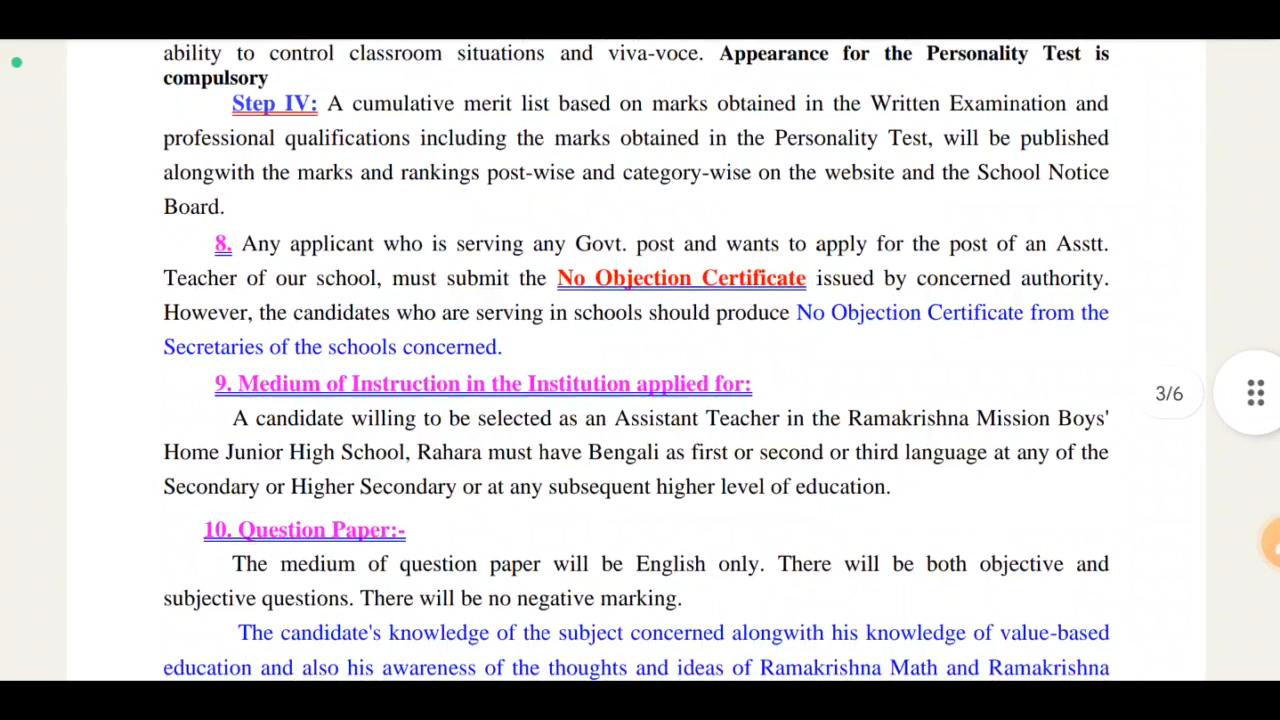 ability to control classroom situations and viva-voce. Appearance for the Personality Test is
compulsory
Step IV: A cumulative merit list based on marks obtained in the Written Examination and
professional qualifications including the marks obtained in the Personality Test, will be published
alongwith the marks and rankings post-wise and category-wise on the website and the School Notice
Board.
8. Any applicant who is serving any Govt. post and wants to apply for the post of an Asstt.
Teacher of our school, must submit the No Objection Certificate issued by concerned authority.
However, the candidates who are serving in schools should produce No Objection Certificate from the
Secretaries of the schools concerned.
9. Medium of Instruction in the Institution applied for:
3/6
A candidate willing to be selected as an Assistant Teacher in the Ramakrishna Mission Boys'
Home Junior High School, Rahara must have Bengali as first or second or third language at any of the
Secondary or Higher Secondary or at any subsequent higher level of education.
10. Question Paper:-
The medium of question paper will be English only. There will be both objective and
subjective questions. There will be no negative marking.
The candidate's knowledge of the subject concerned alongwith his knowledge of value-based
education and also his awareness of the thoughts and ideas of Ramakrishna Math and Ramakrishna